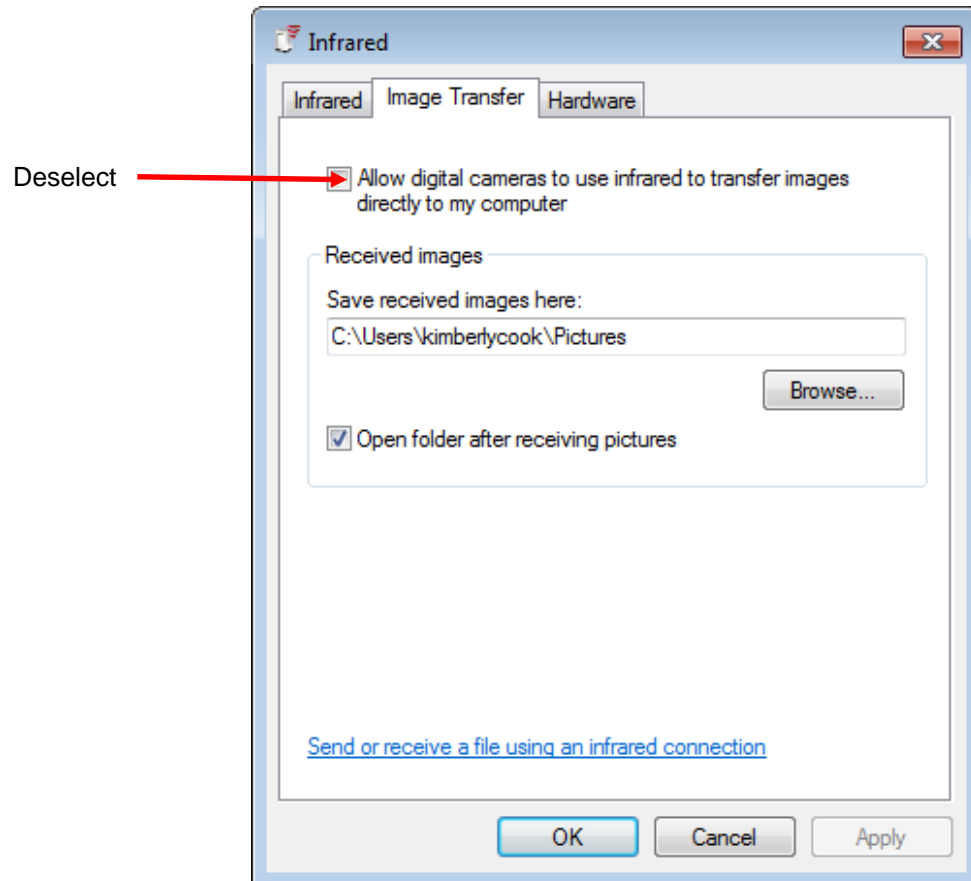 Infrared
Infrared Image Transfer Hardware
Deselect
Allow digital cameras to use infrared to transfer images
directly to my computer
Received images
Save received images here:
C:\Users\kimberlycook\Pictures
Browse...
Open folder after receiving pictures
Send or receive a file using an infrared connection
OK Cancel Apply